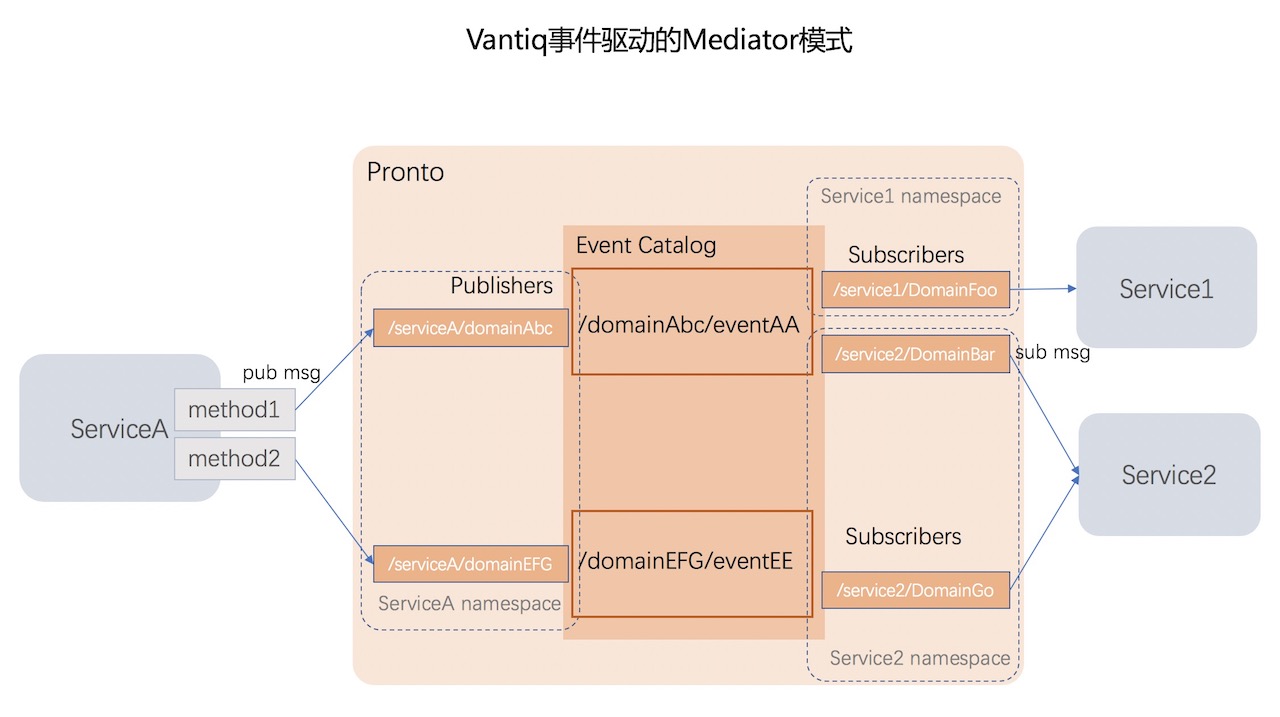 Vantiq事件驱动的Mediator模式
Pronto
Service1 namespace
Event Catalog
Subscribers
Publishers
/service1/DomainFoo
Service1
/serviceA/domainAbc
/domainAbc/eventAA
/service2/DomainBar
sub msg
pub msg
ServiceA
method1
method2
Service2
Subscribers
/serviceA/domainEFG
/domainEFG/eventEE
/service2/DomainGo
ServiceA namespace
Service2 namespace